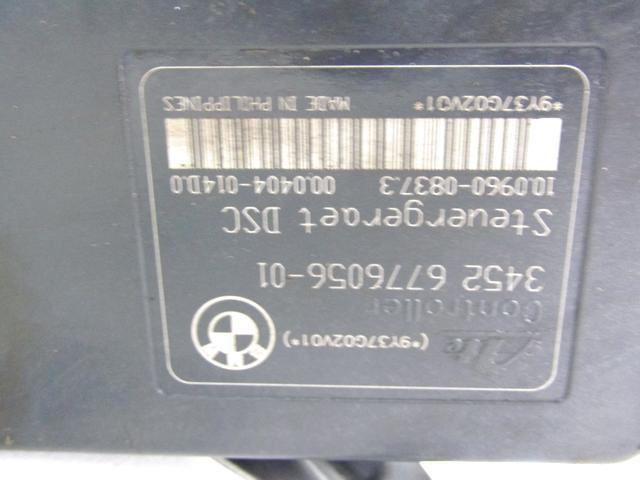 Ate (*9Y37G02V01*)
Controller
3452 6776056-01
Steuergeraet DSC
10.0960-0837.3 00.0404-014D.0
*9Y37G02V01* MADE IN PHILIPPINES